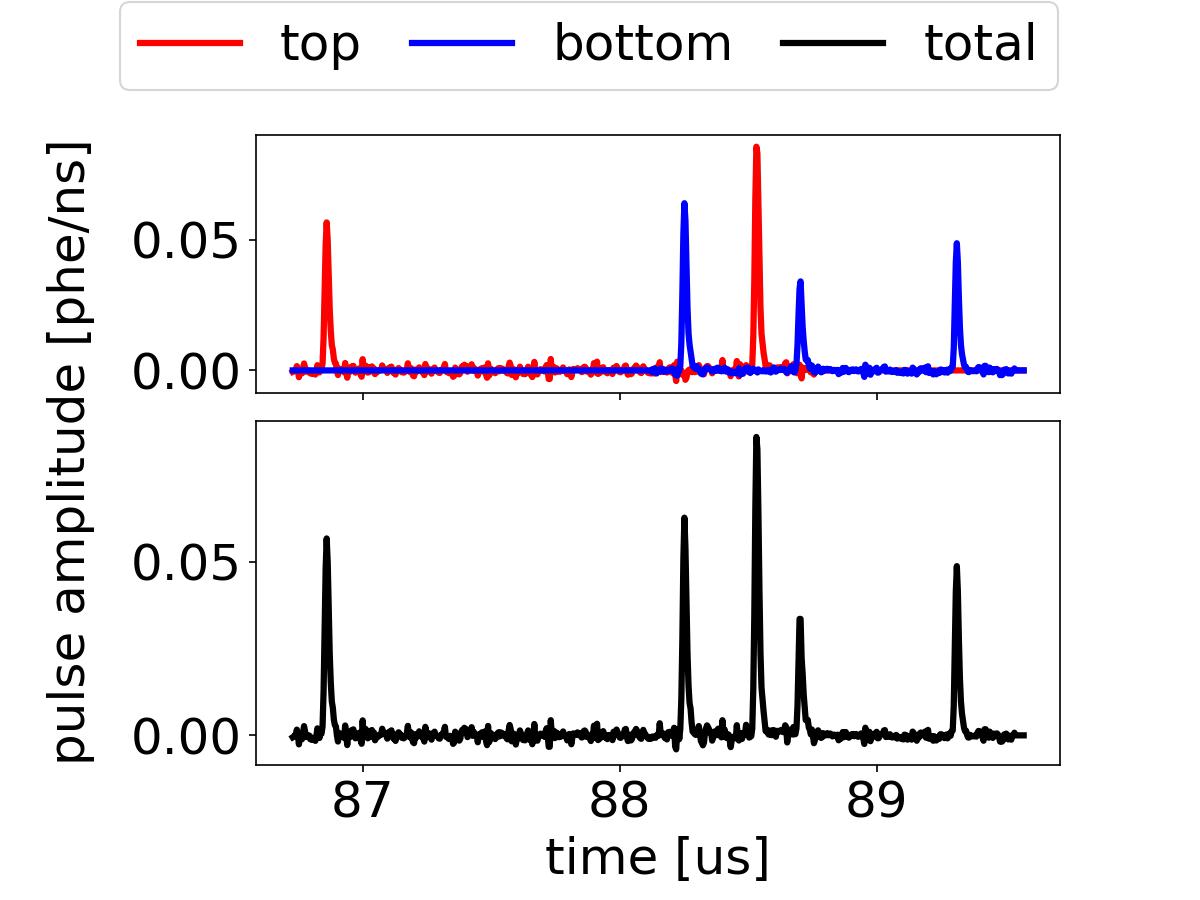 top bottom total
pulse amplitude [phe/ns]
0.05
0.00
0.05
0.00
87 88 89
time [us]